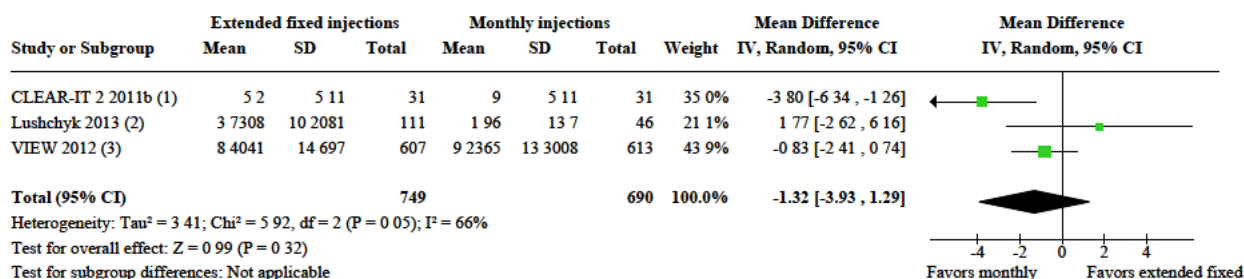 Extended fixed injections Monthly injections Mean Difference Mean Difference
Study or Subgroup Mean SD Total Mean SD Total Weight IV, Random, 95% CI IV, Random, 95% CI
CLEAR-IT 2 2011b (1) 5 2 5 11 31 9 5 11 31 35 0% -3 80 [-6 34 , -1 26]
Lushchyk 2013 (2) 3 7308 10 2081 111 1 96 13 7 46 21 1% 1 77 [-2 62 , 6 16]
VIEW 2012 (3) 8 4041 14 697 607 9 2365 13 3008 613 43 9% -0 83 [-2 41 , 0 74]
Total (95% CI) 749 690 100.0% -1.32 [-3.93 , 1.29]
Heterogeneity: Tau² = 3 41; Chi² = 5 92, df = 2 (P = 0 05); I² = 66%
Test for overall effect: Z = 0 99 (P = 0 32)
Test for subgroup differences: Not applicable
-4 -2 0 2 4
Favors monthly Favors extended fixed